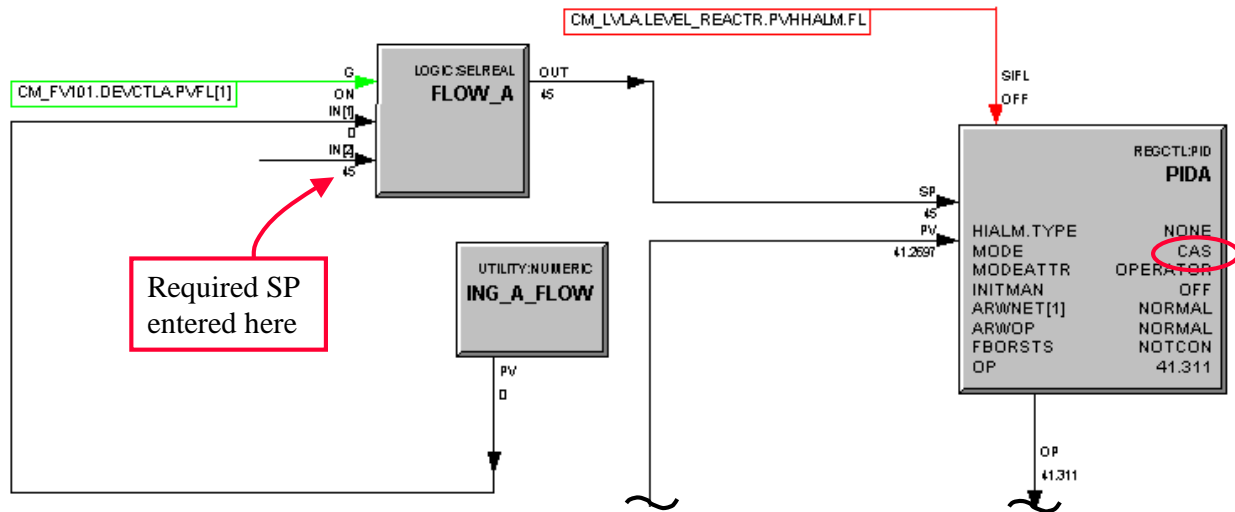 CM_LVLA.LEVEL_REACTR.PVHHALM.FL
CM_FV101.DEVCTLA.PVFL[1]
G
ON
IN[1]
0
IN[2]
45
LOGIC:SELREAL
FLOW_A
OUT
45
SIFL
OFF
Required SP
entered here
UTILITY:NUMERIC
ING_A_FLOW
PV
0
SP
45
PV
41.2697
REGCTL:PID
PIDA
HIALM.TYPE NONE
MODE CAS
MODEATTR OPERATOR
INITMAN OFF
ARWNET[1] NORMAL
ARWOP NORMAL
FBORSTS NOTCON
OP 41.311
OP
41.311